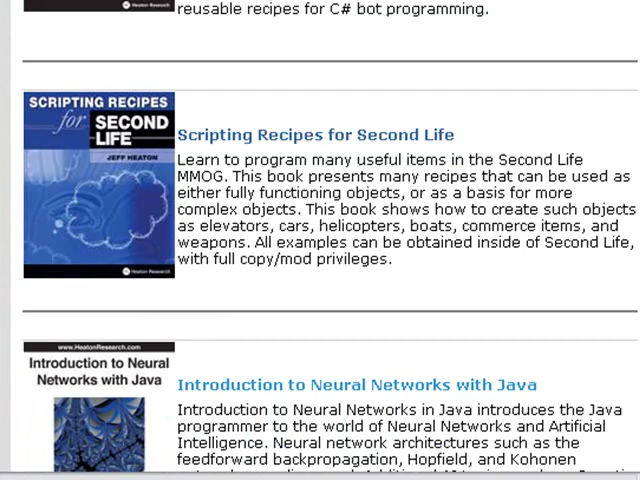 Heaton Research
reusable recipes for C# bot programming.
SCRIPTING RECIPES
for SECOND
LIFE
JEFF HEATON
Heaton Research
Scripting Recipes for Second Life
Learn to program many useful items in the Second Life
MMOG. This book presents many recipes that can be used as
either fully functioning objects, or as a basis for more
complex objects. This book shows how to create such objects
as elevators, cars, helicopters, boats, commerce items, and
weapons. All examples can be obtained inside of Second Life,
with full copy/mod privileges.
www.HeatonResearch.com
Introduction to Neural
Networks with Java
Introduction to Neural Networks with Java
Introduction to Neural Networks in Java introduces the Java
programmer to the world of Neural Networks and Artificial
Intelligence. Neural network architectures such as the
feedforward backpropagation, Hopfield, and Kohonen